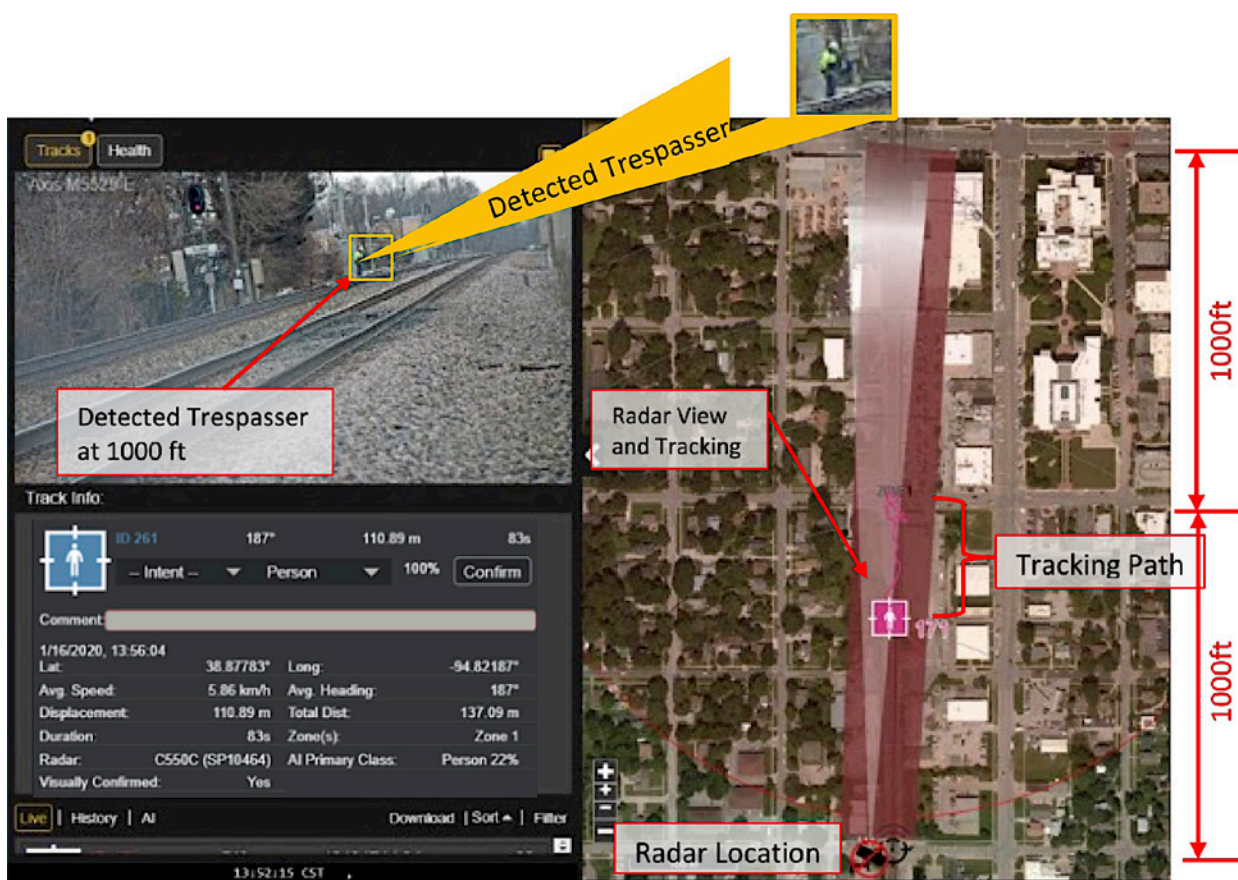 Tracks 1 Health
Axis M5525-E
Detected Trespasser
Detected Trespasser
at 1000 ft
Track Info:
ID 261 187° 110.89 m 83s
-- Intent -- Person 100% Confirm
Comment:
1/16/2020, 13:56:04
Lat: 38.87783° Long: -94.82187°
Avg. Speed: 5.86 km/h Avg. Heading: 187°
Displacement: 110.89 m Total Dist: 137.09 m
Duration: 83s Zone(s): Zone 1
Radar: C550C (SP10464) AI Primary Class: Person 22%
Visually Confirmed: Yes
Live | History | AI Download | Sort | Filter
13:52:15 CST
Radar View
and Tracking
171
Tracking Path
Radar Location
1000ft
1000ft